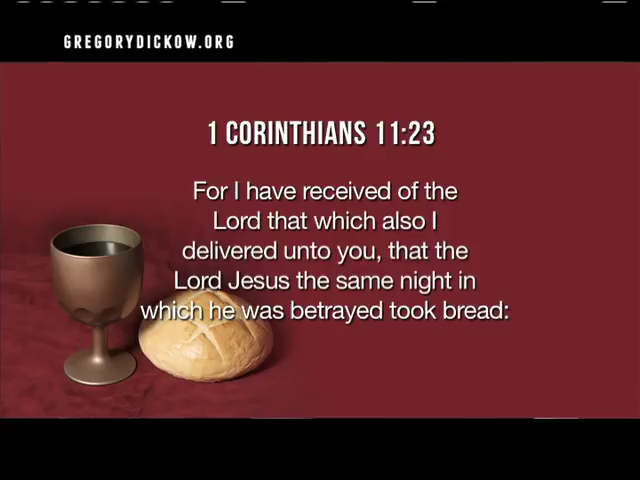 GREGORYDICKOW.ORG
1 CORINTHIANS 11:23
For I have received of the
Lord that which also I
delivered unto you, that the
Lord Jesus the same night in
which he was betrayed took bread: